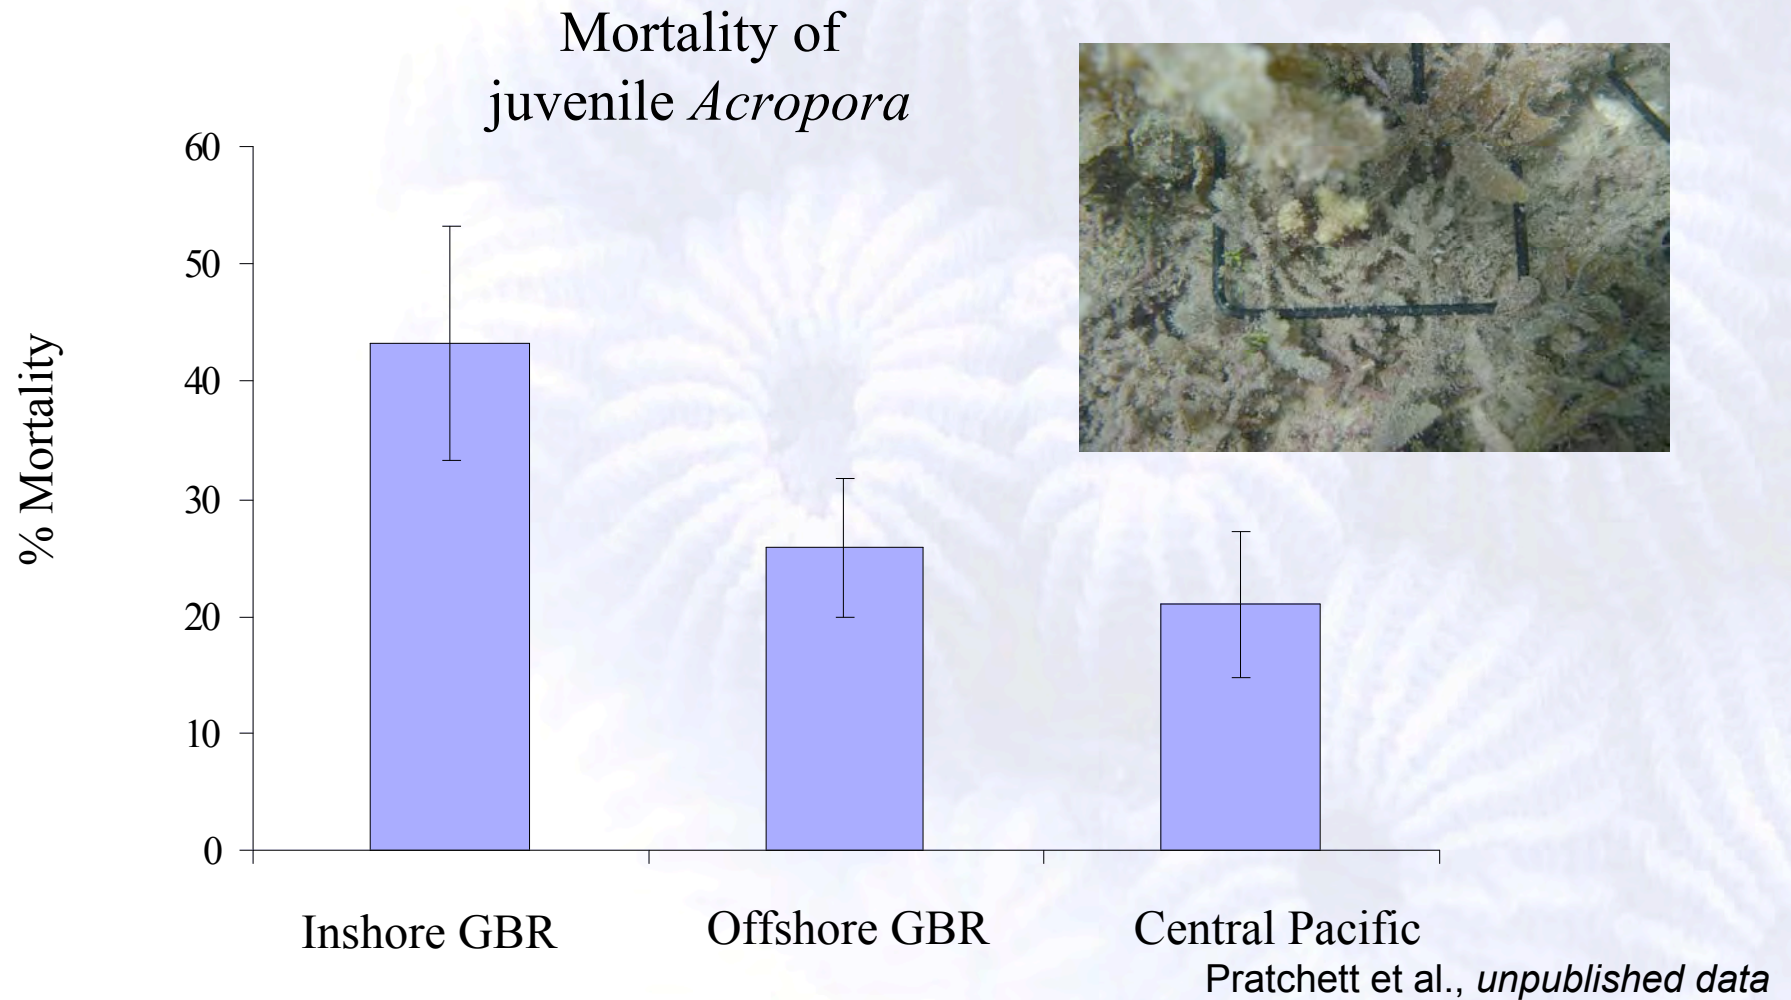 Mortality of
juvenile Acropora
60
50
40
30
20
10
0
% Mortality
Inshore GBR
Offshore GBR
Central Pacific
Pratchett et al., unpublished data